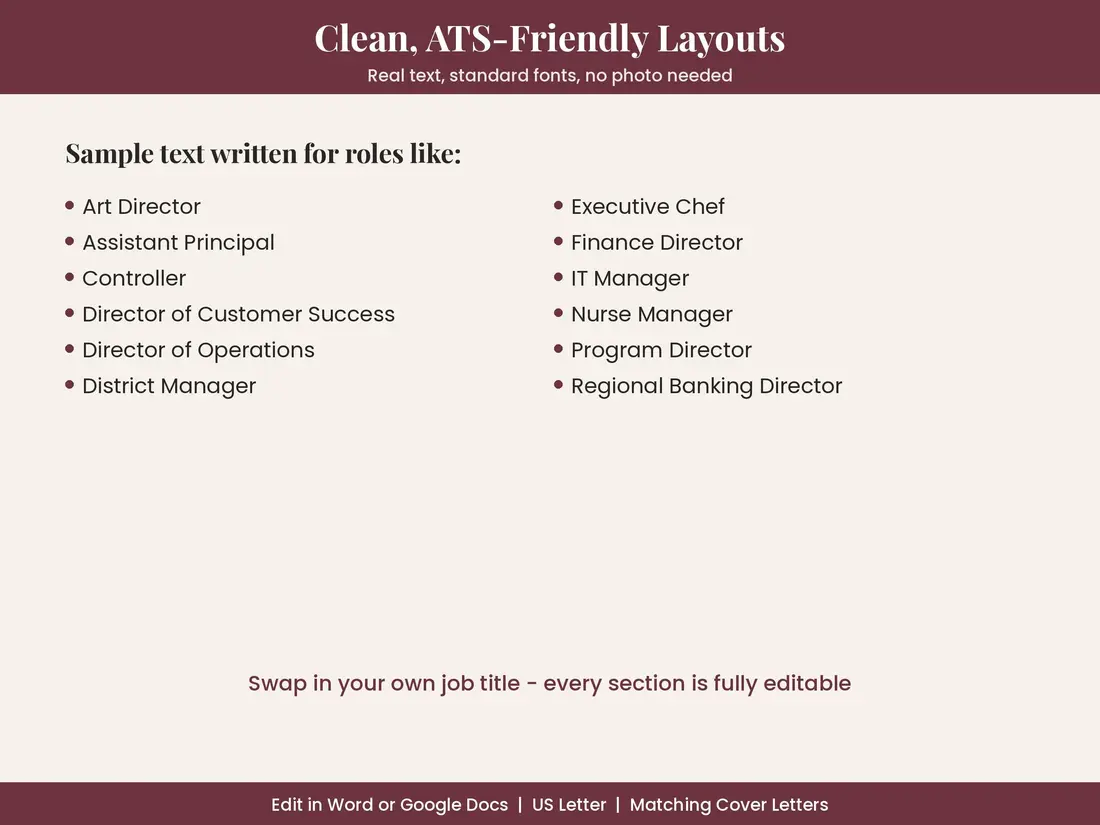 Clean, ATS-Friendly Layouts
Real text, standard fonts, no photo needed
Sample text written for roles like:
Art Director
Assistant Principal
Controller
Director of Customer Success
Director of Operations
District Manager
Executive Chef
Finance Director
IT Manager
Nurse Manager
Program Director
Regional Banking Director
Swap in your own job title - every section is fully editable
Edit in Word or Google Docs | US Letter | Matching Cover Letters